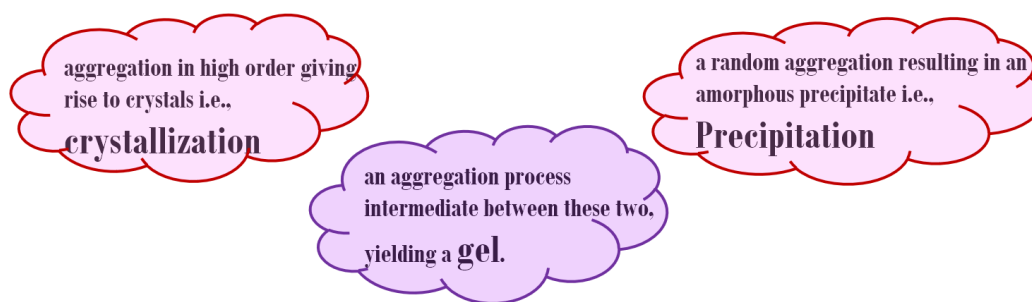 aggregation in high order giving
rise to crystals i.e.,
crystallization
a random aggregation resulting in an
amorphous precipitate i.e.,
Precipitation
an aggregation process
intermediate between these two,
yielding a gel.